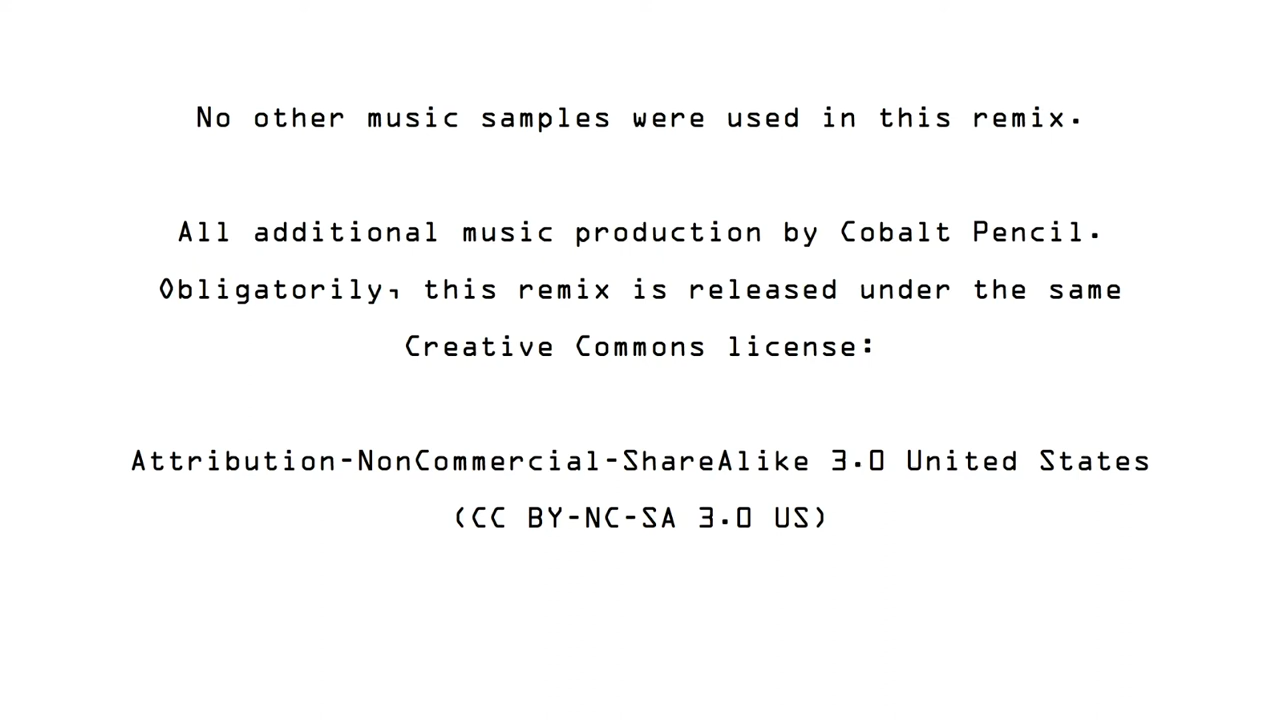 No other music samples were used in this remix.
All additional music production by Cobalt Pencil.
Obligatorily, this remix is released under the same
Creative Commons license:
Attribution-NonCommercial-ShareAlike 3.0 United States
(CC BY-NC-SA 3.0 US)